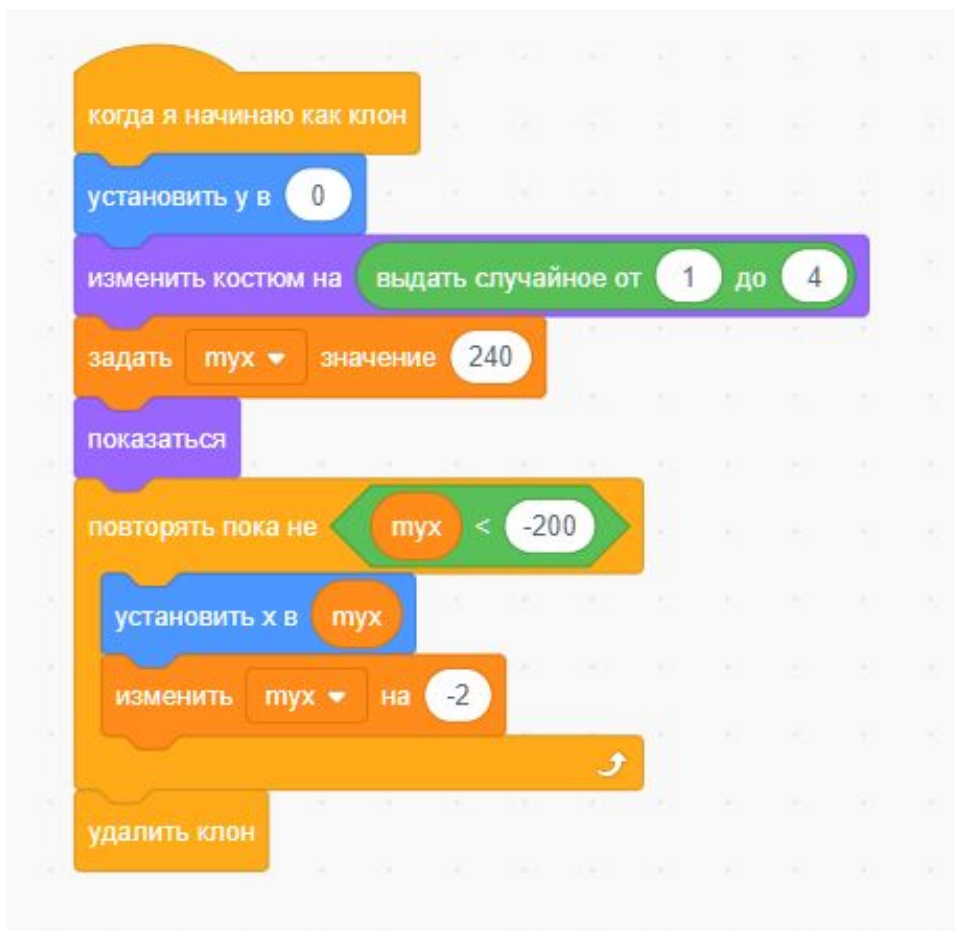 когда я начинаю как клон
установить y в 0
изменить костюм на выдать случайное от 1 до 4
задать myx значение 240
показаться
повторять пока не myx < -200
установить x в myx
изменить myx на -2
удалить клон